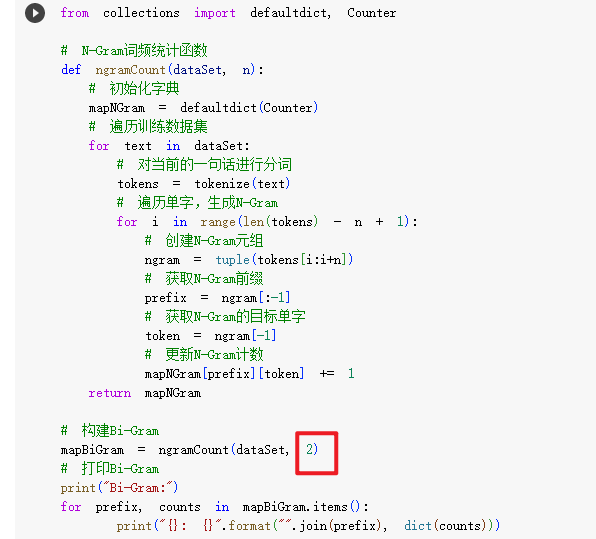 from collections import defaultdict, Counter
# N-Gram词频统计函数
def ngramCount(dataSet, n):
# 初始化字典
mapNGram = defaultdict(Counter)
# 遍历训练数据集
for text in dataSet:
# 对当前的一句话进行分词
tokens = tokenize(text)
# 遍历单字，生成N-Gram
for i in range(len(tokens) - n + 1):
# 创建N-Gram元组
ngram = tuple(tokens[i:i+n])
# 获取N-Gram前缀
prefix = ngram[:-1]
# 获取N-Gram的目标单字
token = ngram[-1]
# 更新N-Gram计数
mapNGram[prefix][token] += 1
return mapNGram
# 构建Bi-Gram
mapBiGram = ngramCount(dataSet, 2)
# 打印Bi-Gram
print("Bi-Gram:")
for prefix, counts in mapBiGram.items():
print("{}: {}".format("".join(prefix), dict(counts)))